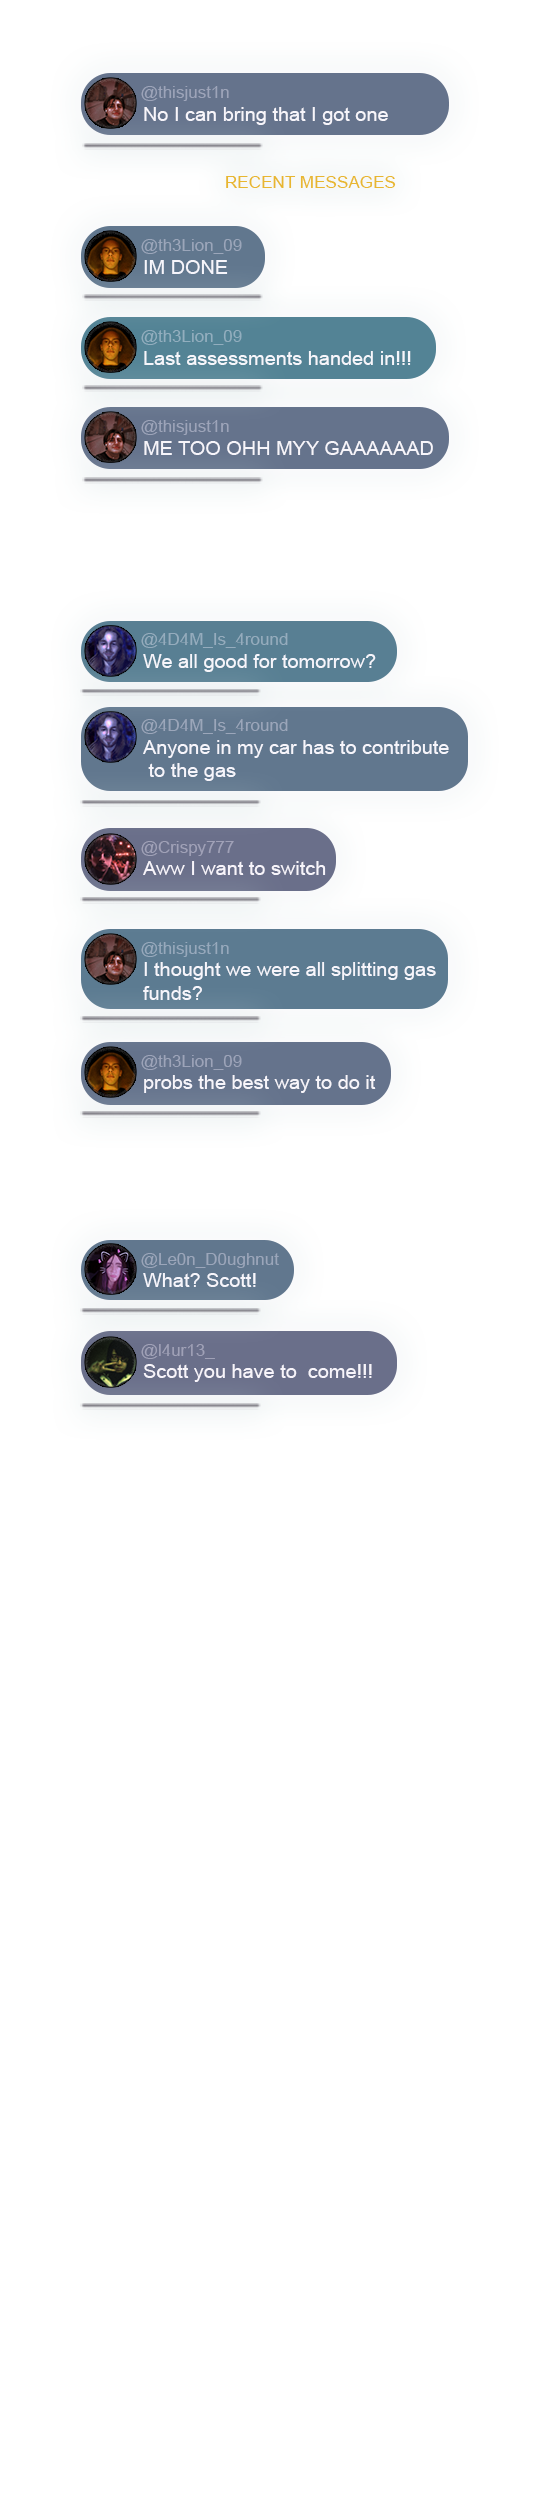 @thisjust1n
No I can bring that I got one
RECENT MESSAGES
@th3Lion_09
IM DONE
@th3Lion_09
Last assessments handed in!!!
@thisjust1n
ME TOO OHH MYY GAAAAAAD
@4D4M_Is_4round
We all good for tomorrow?
@4D4M_Is_4round
Anyone in my car has to contribute
to the gas
@Crispy777
Aww I want to switch
@thisjust1n
I thought we were all splitting gas
funds?
@th3Lion_09
probs the best way to do it
@Le0n_D0ughnut
What? Scott!
@l4ur13_
Scott you have to  come!!!